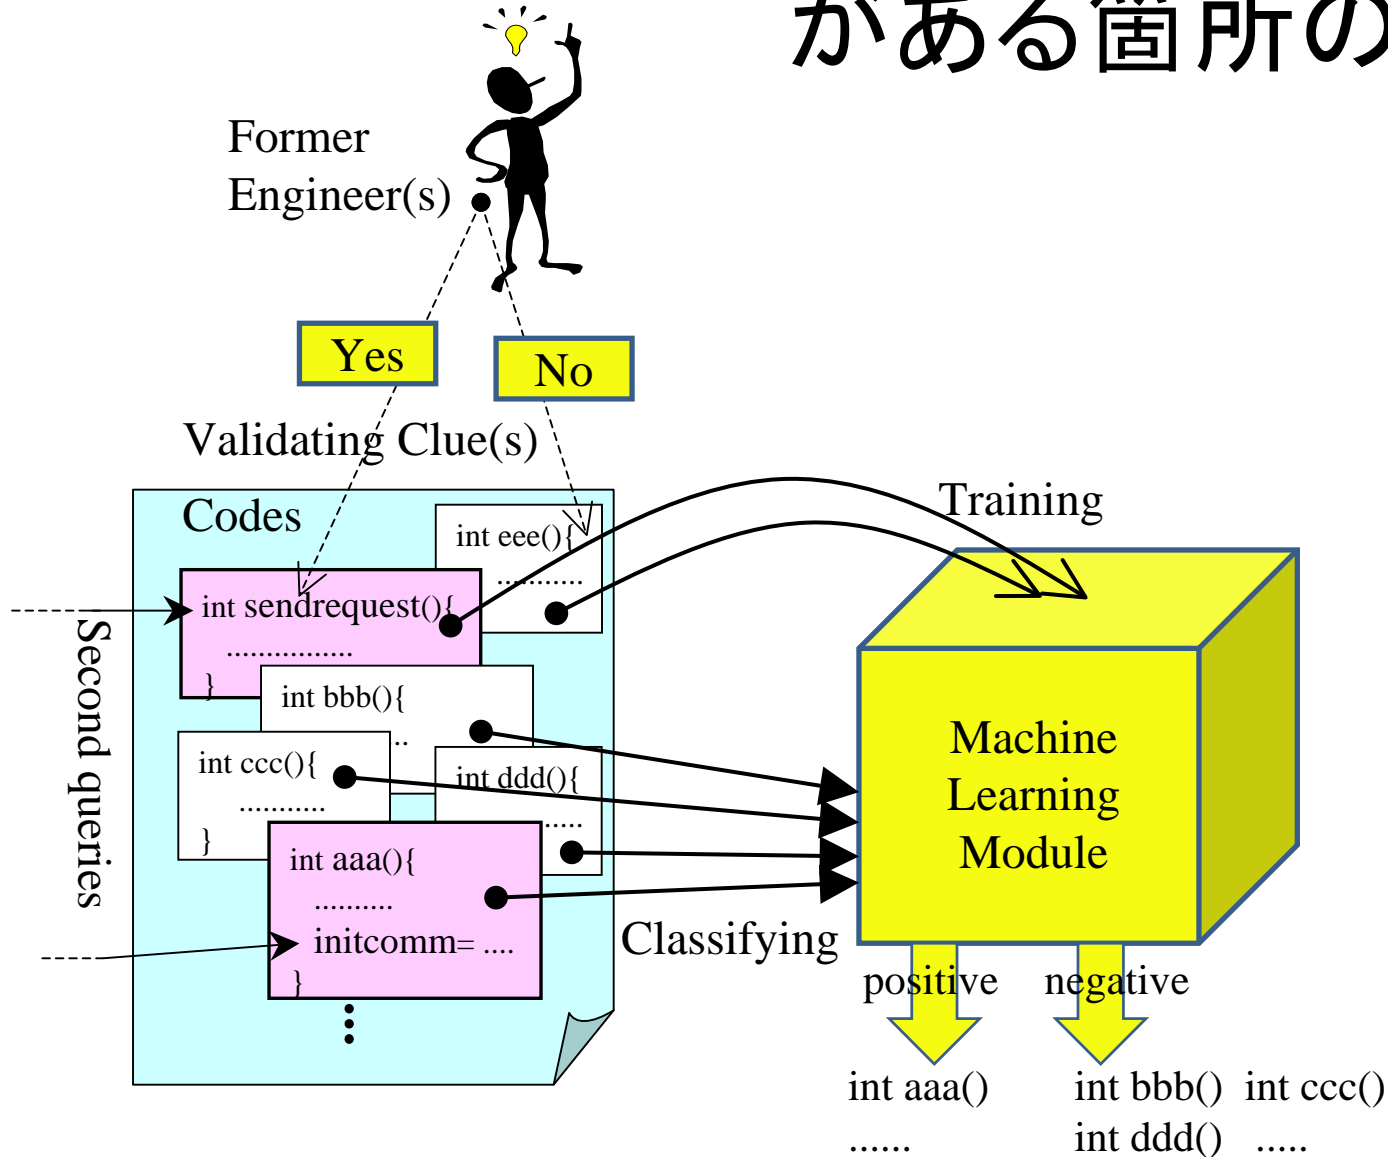 がある箇所の
Former
Engineer(s)
Yes
No
Validating Clue(s)
Codes
Training
int eee(){
...........
int sendrequest(){
................
}
Second queries
int bbb(){
..
int ccc(){
...........
}
int ddd(){
.....
int aaa(){
..........
initcomm= ....
}
Machine
Learning
Module
Classifying
positive negative
int aaa() int bbb() int ccc()
...... int ddd() .....